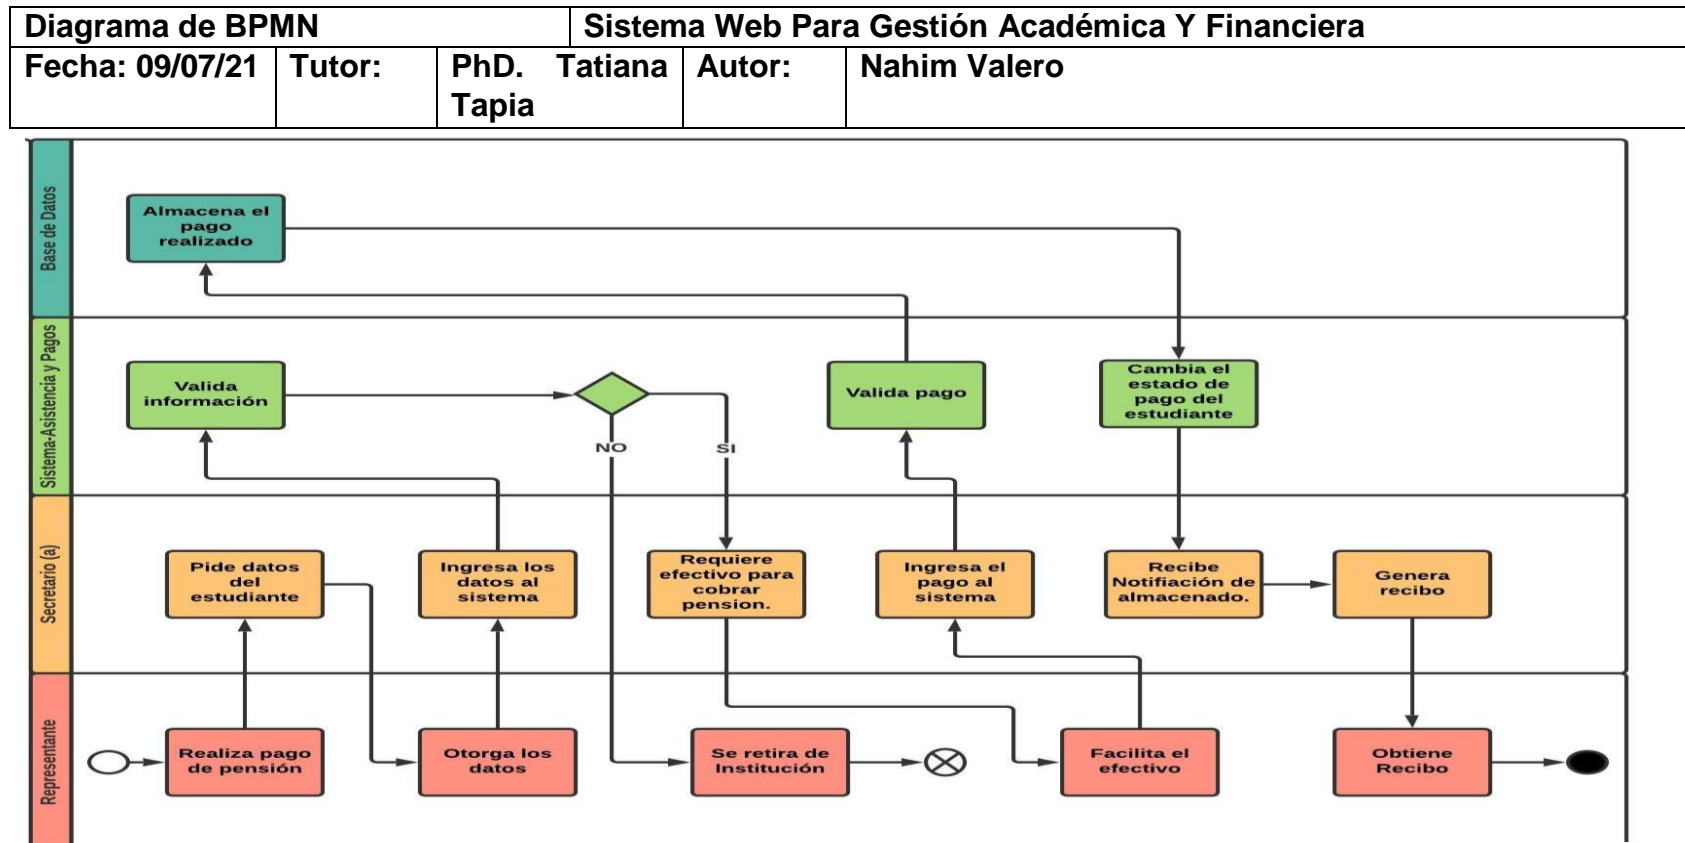 Diagrama de BPMN
Sistema Web Para Gestión Académica Y Financiera
Fecha: 09/07/21
Tutor:
PhD. Tatiana
Tapia
Autor:
Nahim Valero
Base de Datos
Almacena el
pago
realizado
Sistema-Asistencia y Pagos
Valida
información
NO
SI
Valida pago
Cambia el
estado de
pago del
estudiante
Secretario (a)
Pide datos
del
estudiante
Ingresa los
datos al
sistema
Requiere
efectivo para
cobrar
pension.
Ingresa el
pago al
sistema
Recibe
Notifiación de
almacenado.
Genera
recibo
Representante
Realiza pago
de pensión
Otorga los
datos
Se retira de
Institución
Facilita el
efectivo
Obtiene
Recibo